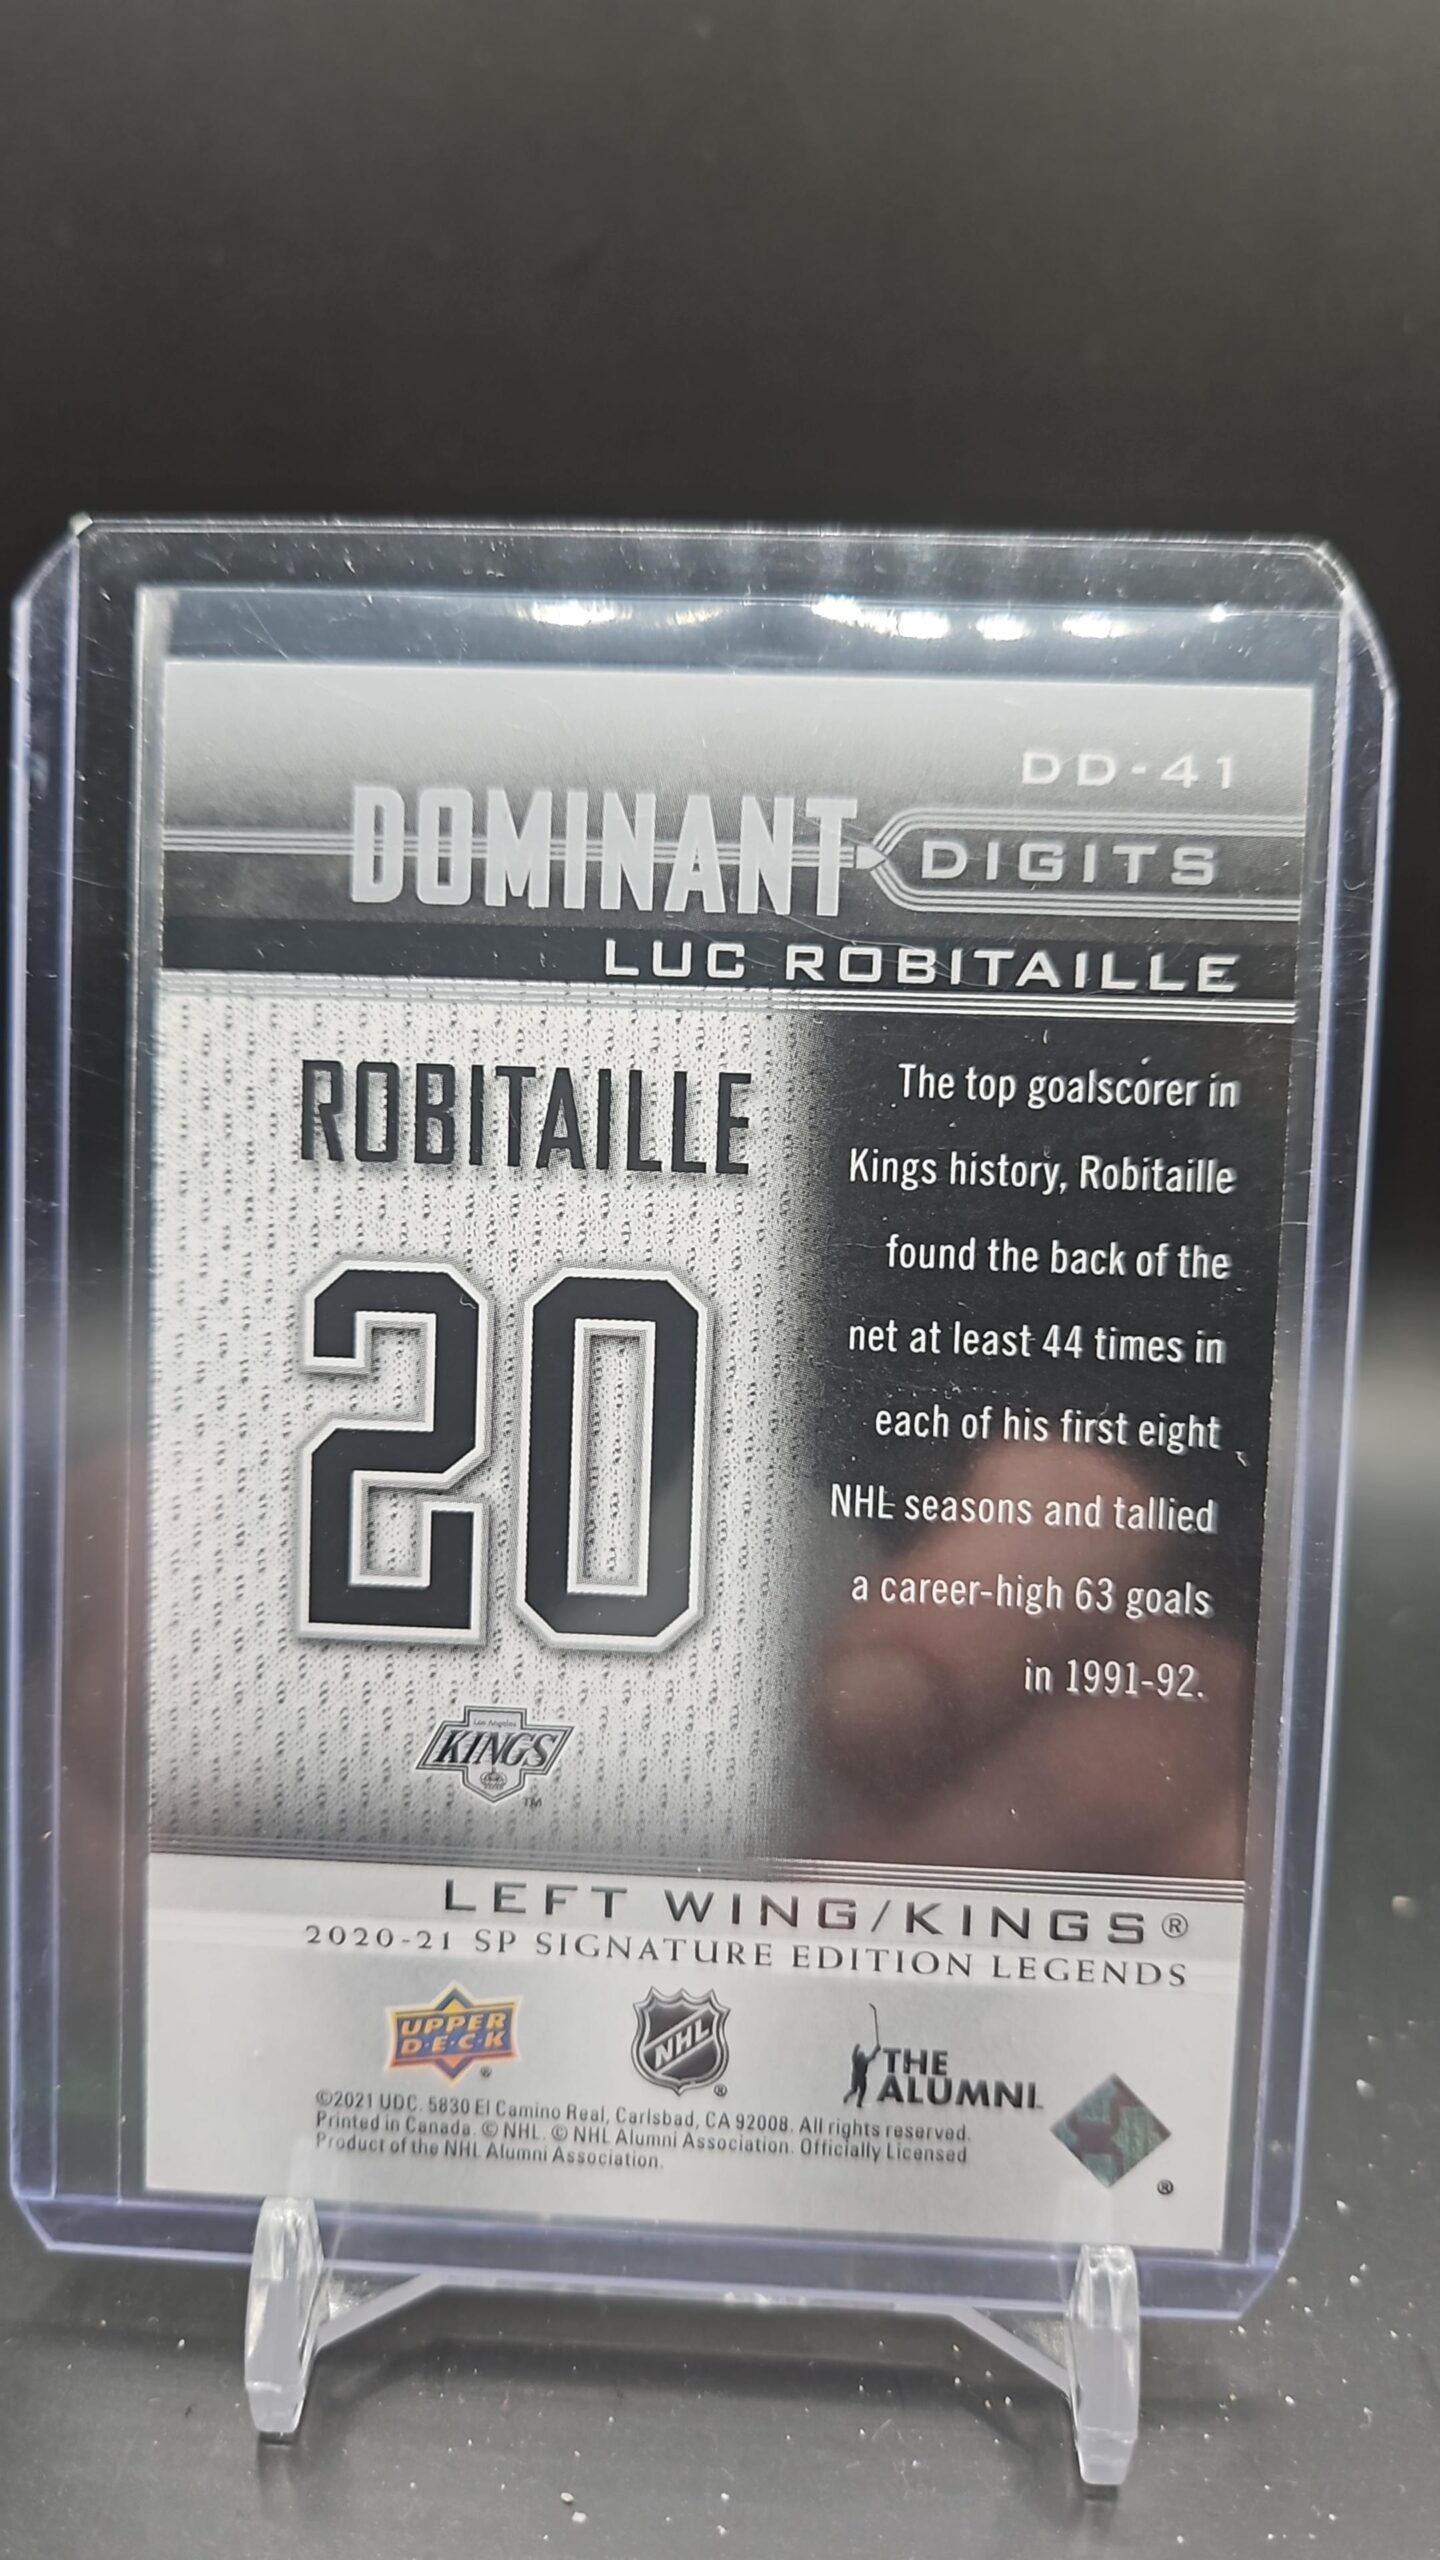 DD-41
DOMINANT DIGITS
LUC ROBITAILLE
ROBITAILLE
20
Los Angeles
KINGS
TM
The top goalscorer in
Kings history, Robitaille
found the back of the
net at least 44 times in
each of his first eight
NHL seasons and tallied
a career-high 63 goals
in 1991-92.
LEFT WING/KINGS®
2020-21 SP SIGNATURE EDITION LEGENDS
UPPER
D·E·C·K
®
NHL
®
THE
ALUMNI
©2021 UDC. 5830 El Camino Real, Carlsbad, CA 92008. All rights reserved.
Printed in Canada. © NHL. © NHL Alumni Association. Officially Licensed
Product of the NHL Alumni Association.
®